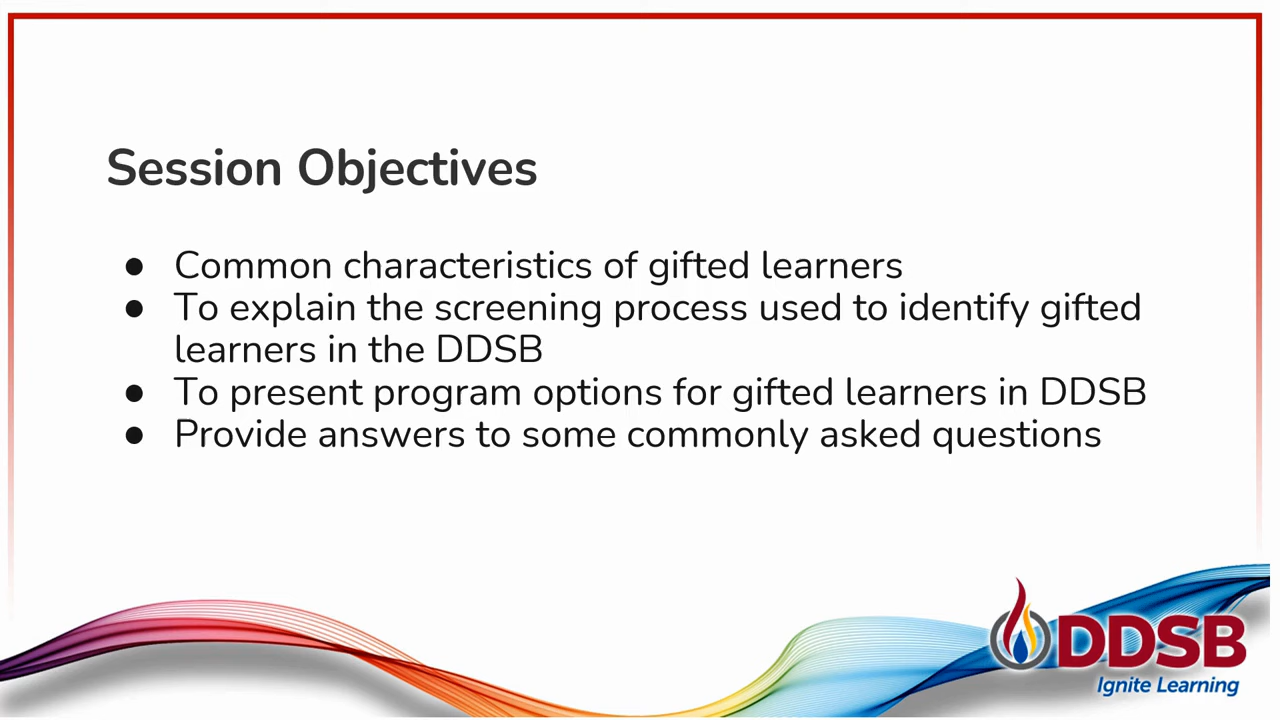 Session Objectives
● Common characteristics of gifted learners
● To explain the screening process used to identify gifted
learners in the DDSB
● To present program options for gifted learners in DDSB
● Provide answers to some commonly asked questions
DDSB
Ignite Learning